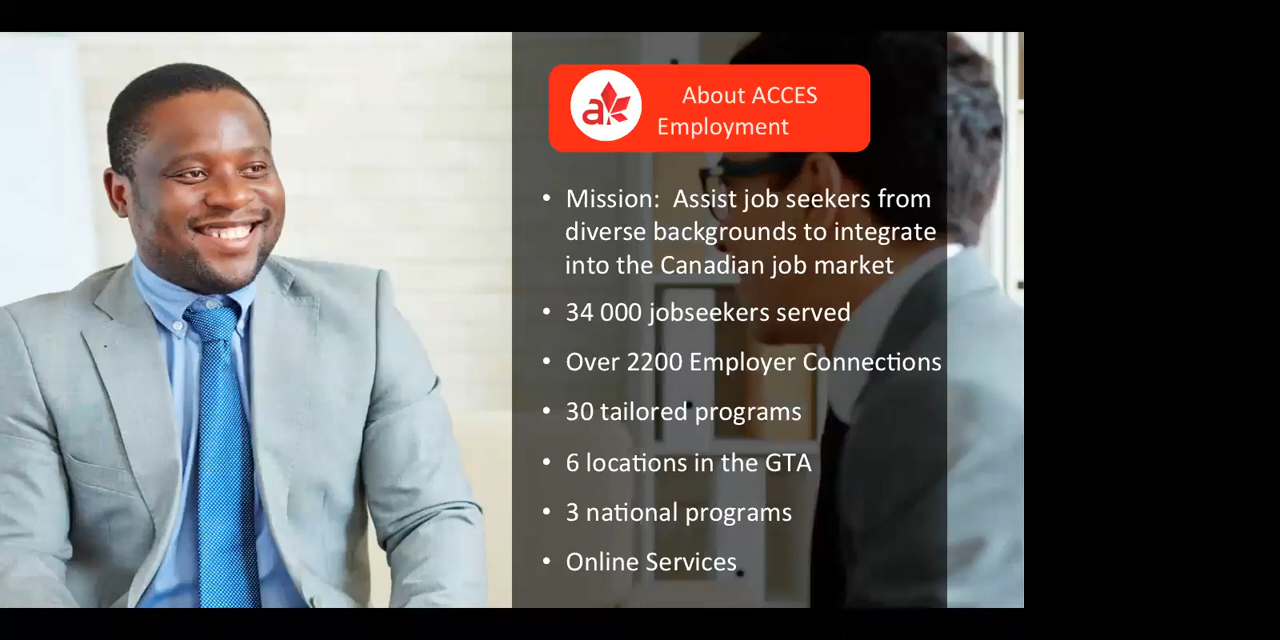 a
About ACCES
Employment
• Mission:  Assist job seekers from
diverse backgrounds to integrate
into the Canadian job market
• 34 000 jobseekers served
• Over 2200 Employer Connections
• 30 tailored programs
• 6 locations in the GTA
• 3 national programs
• Online Services